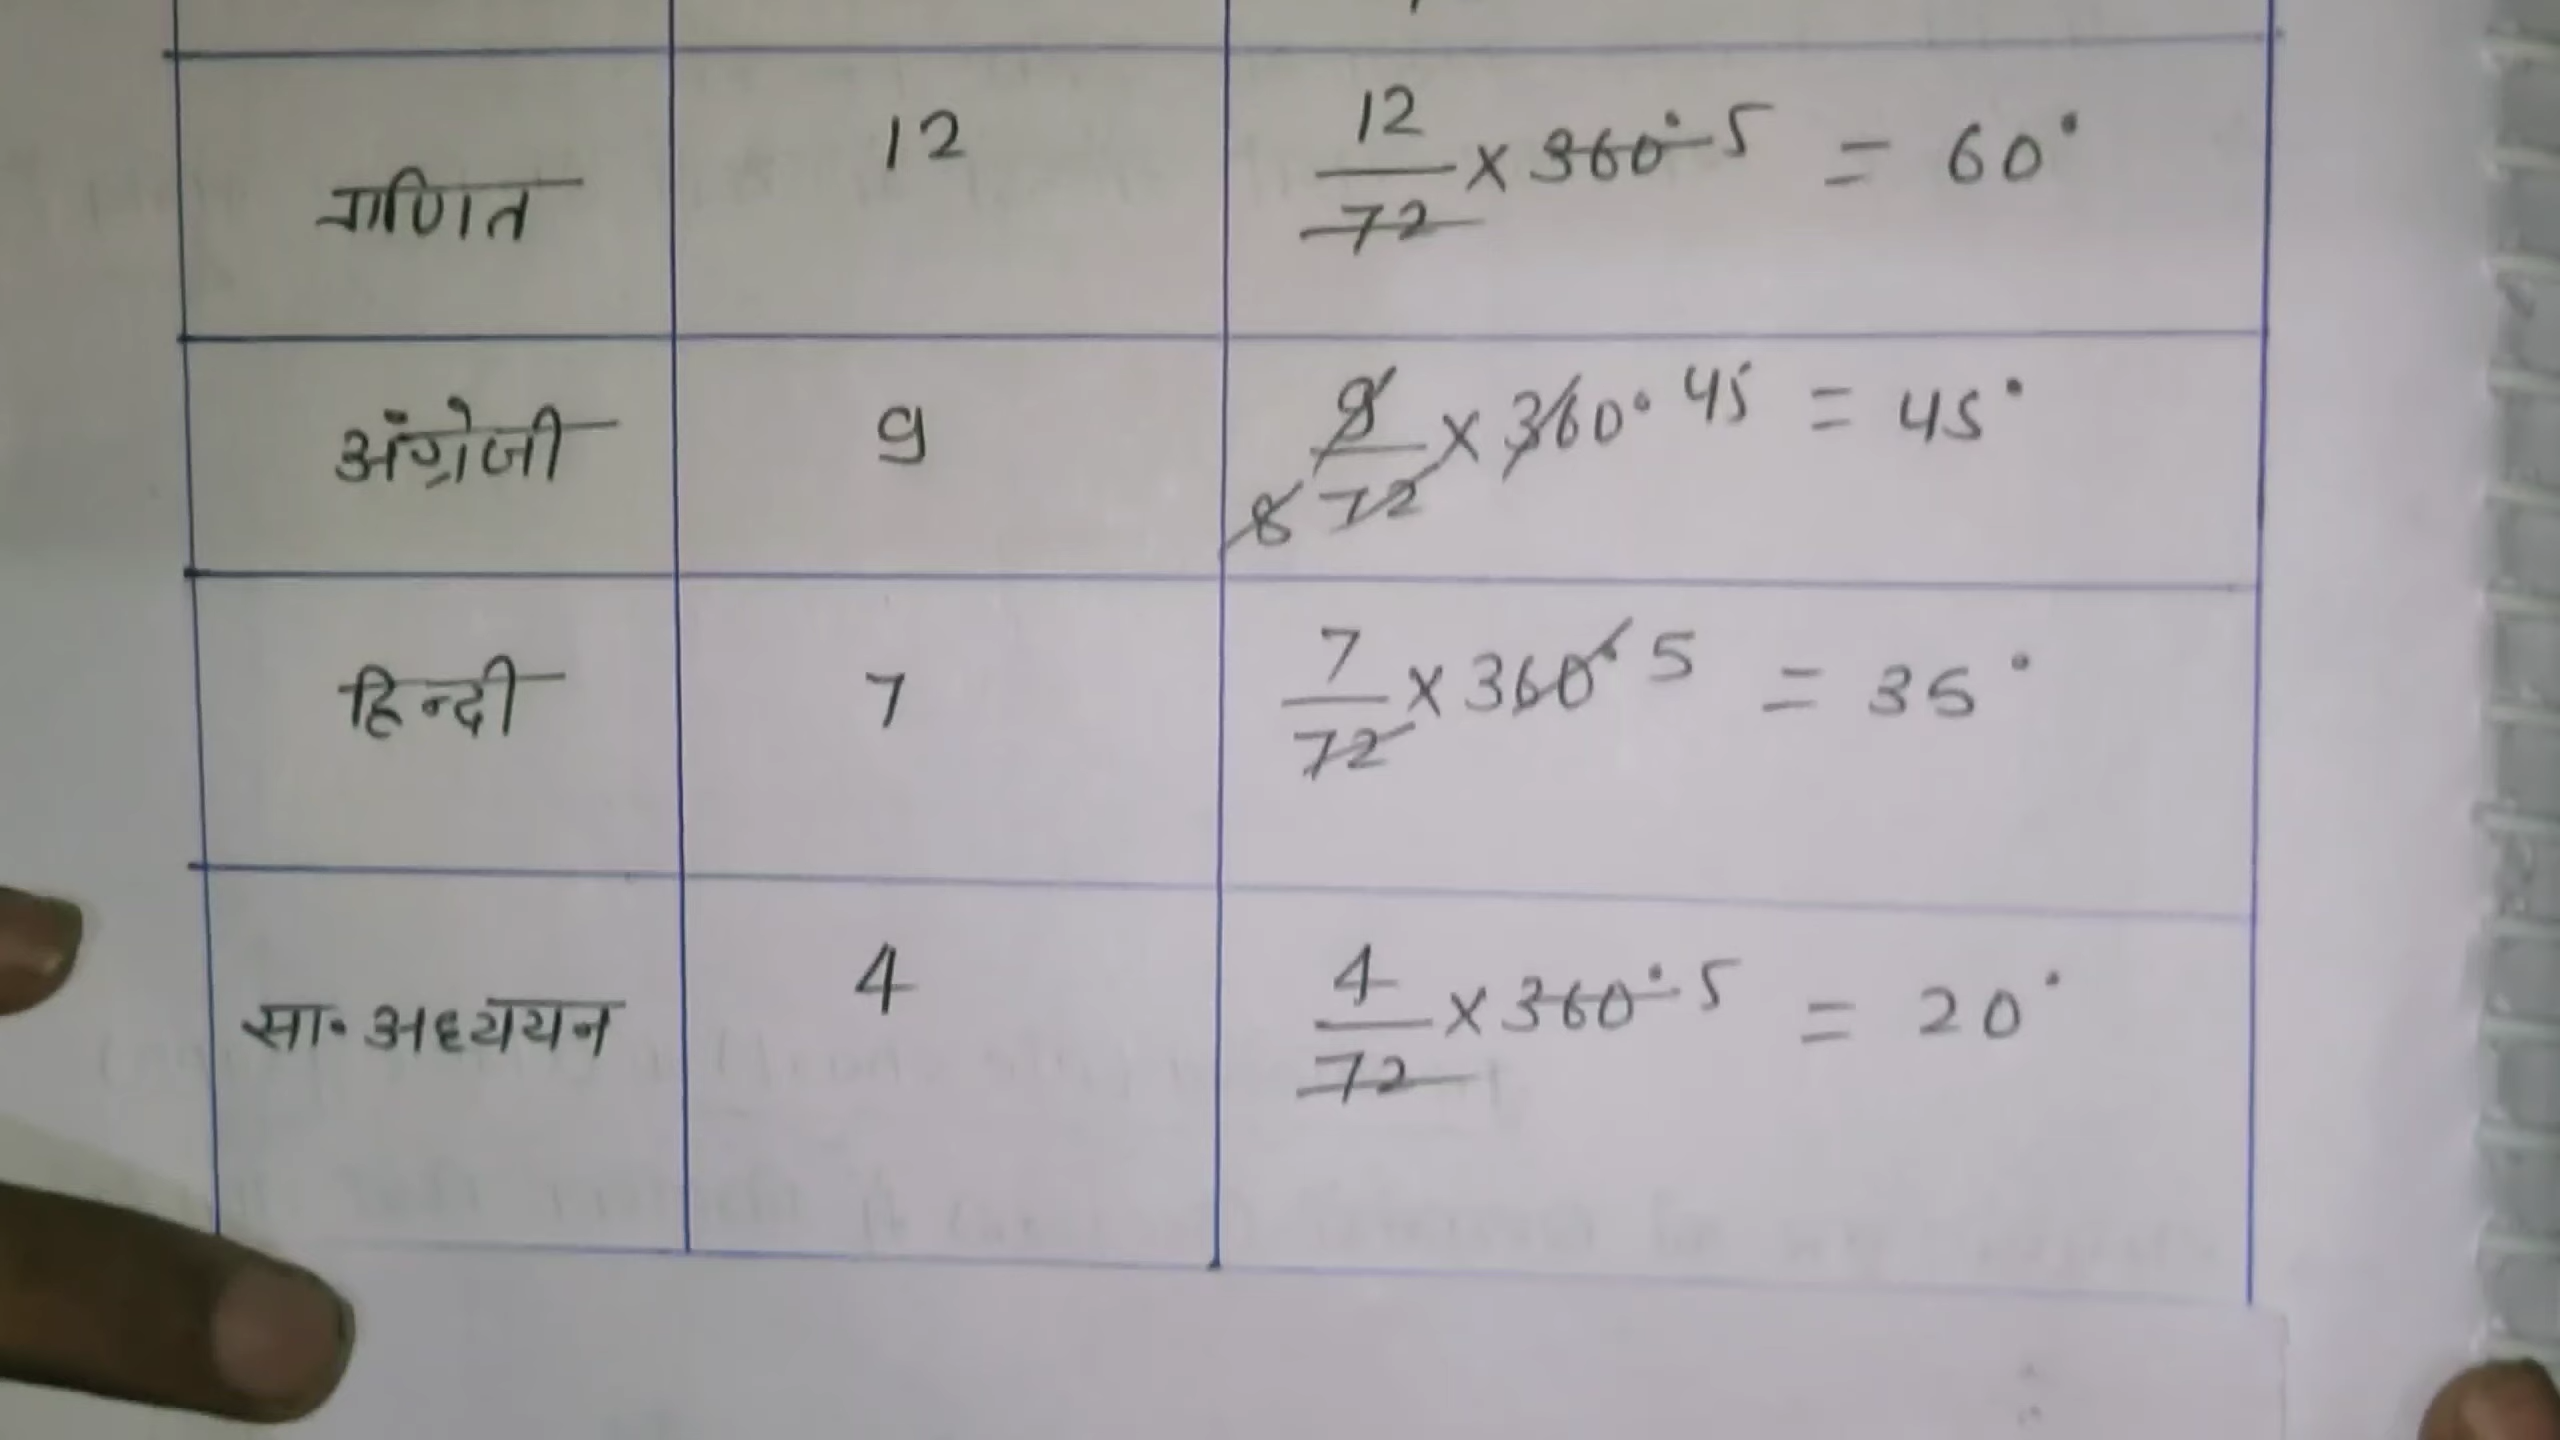 गणित 12 12/72 × 360° 5 = 60°
अंग्रेजी 9 9/72 8 × 360° 45 = 45°
हिन्दी 7 7/72 × 360° 5 = 35°
सा॰ अध्ययन 4 4/72 × 360° 5 = 20°